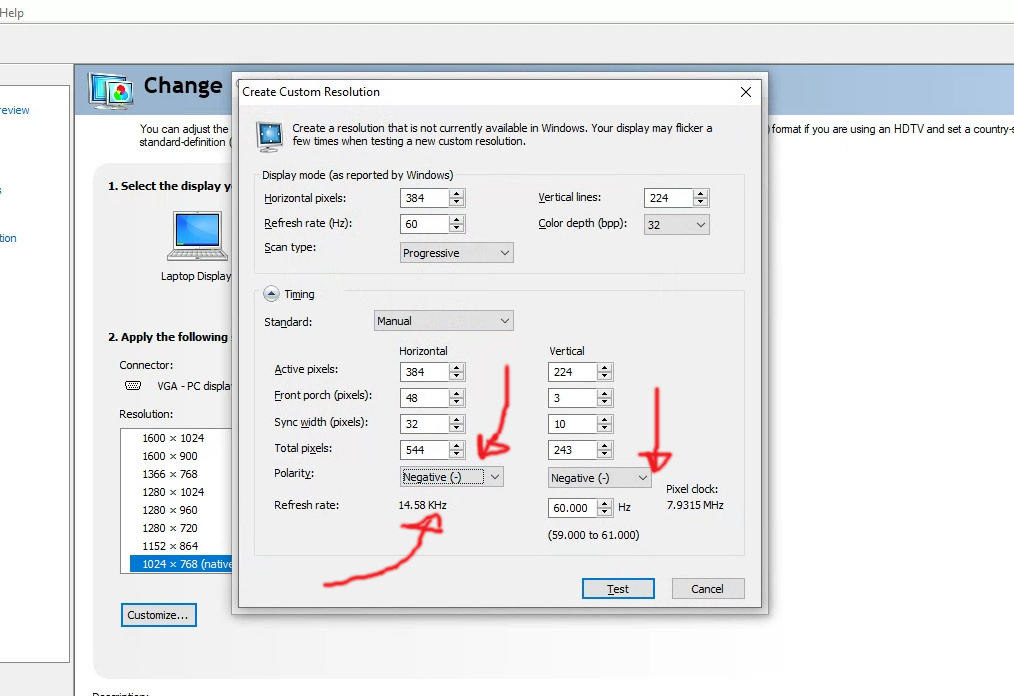 Help
Change
review
s
tion
You can adjust the
format if you are using an HDTV and set a country-s
standard-definition (
1. Select the display y
Laptop Display
2. Apply the following
Connector:
VGA - PC displa
Resolution:
1600 × 1024
1600 × 900
1366 × 768
1280 × 1024
1280 × 960
1280 × 720
1152 × 864
1024 × 768 (native
Customize...
Create Custom Resolution
Create a resolution that is not currently available in Windows. Your display may flicker a
few times when testing a new custom resolution.
Display mode (as reported by Windows)
Horizontal pixels: 384 Vertical lines: 224
Refresh rate (Hz): 60 Color depth (bpp): 32
Scan type: Progressive
Timing
Standard: Manual
Horizontal Vertical
Active pixels: 384 224
Front porch (pixels): 48 3
Sync width (pixels): 32 10
Total pixels: 544 243
Polarity: Negative (-) Negative (-)
Pixel clock:
Refresh rate: 14.58 KHz 60.000 Hz 7.9315 MHz
(59.000 to 61.000)
Test Cancel